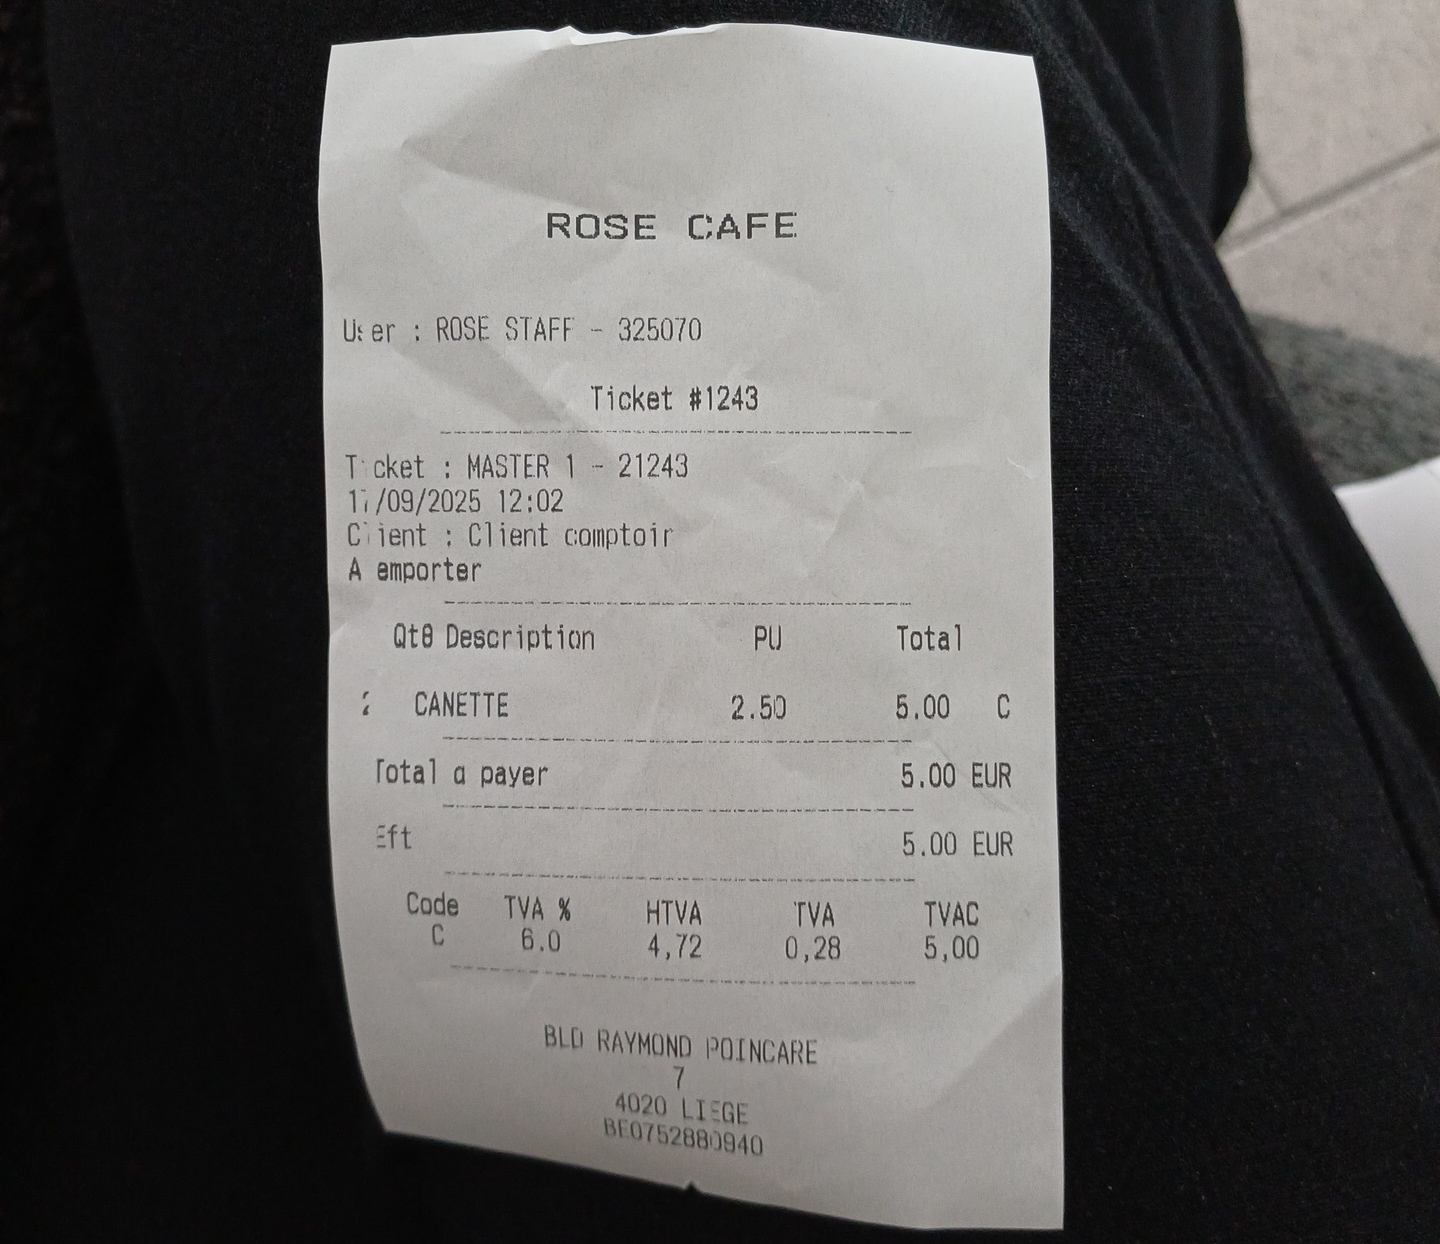 ROSE CAFE
User : ROSE STAFF - 325070
Ticket #1243
Ticket : MASTER 1 - 21243
17/09/2025 12:02
Client : Client comptoir
A emporter
Qt8 Description PU Total
2 CANETTE 2.50 5.00 C
Total a payer 5.00 EUR
Eft 5.00 EUR
Code TVA % HTVA TVA TVAC
C 6.0 4,72 0,28 5,00
BLD RAYMOND POINCARE
7
4020 LIEGE
BE0752880940